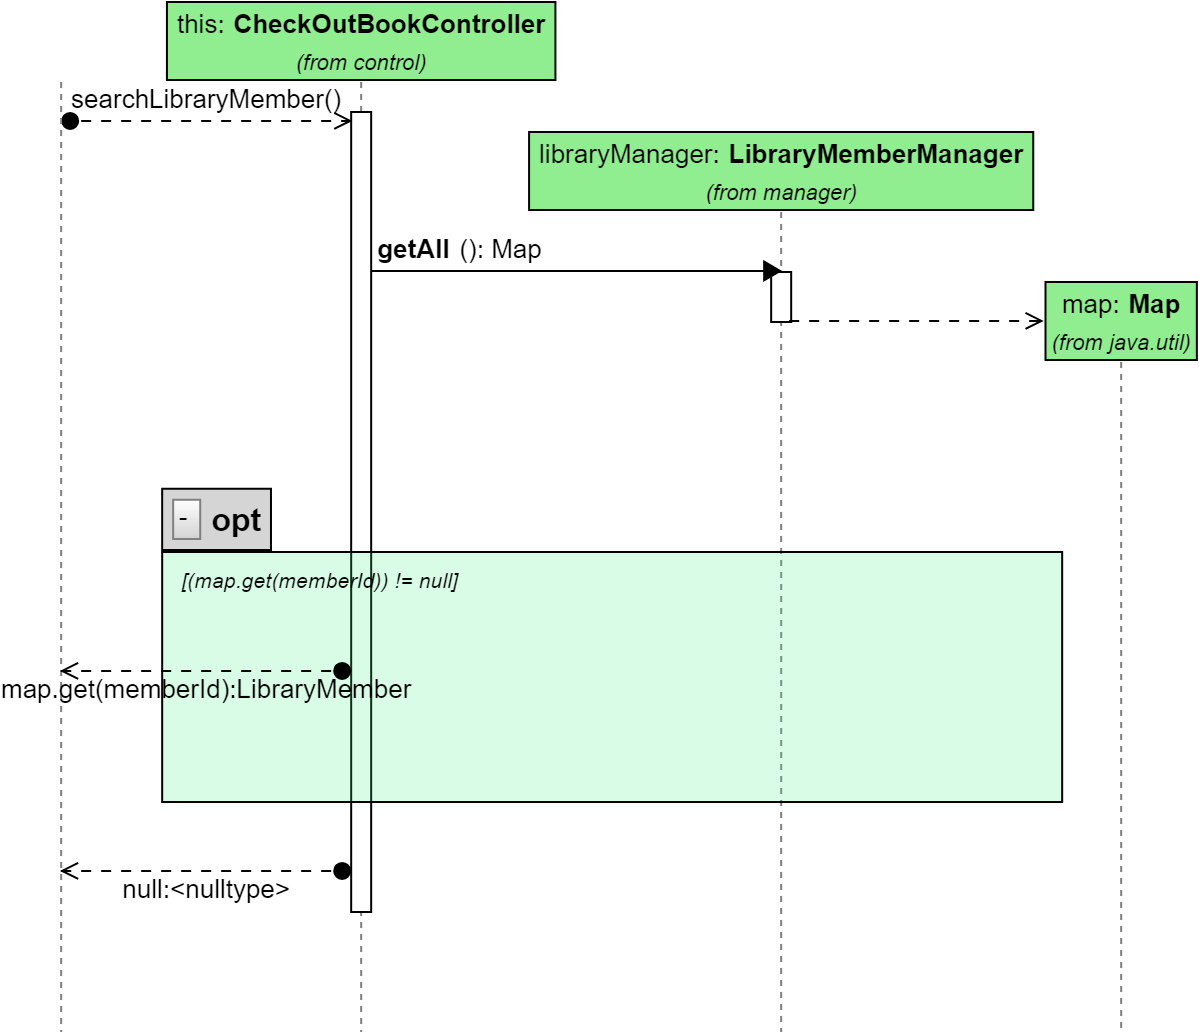 this: CheckOutBookController
(from control)
searchLibraryMember()
libraryManager: LibraryMemberManager
(from manager)
getAll (): Map
map: Map
(from java.util)
- opt
[(map.get(memberId)) != null]
map.get(memberId):LibraryMember
null:<nulltype>